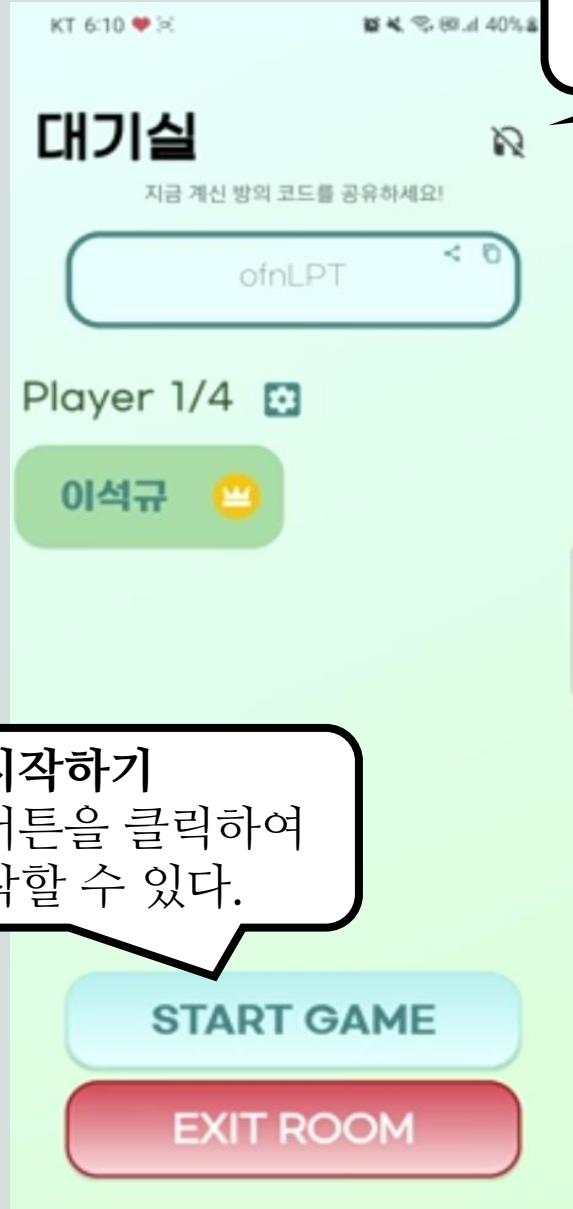 KT 6:10
40%
대기실
지금 계신 방의 코드를 공유하세요!
ofnLPT
Player 1/4
이석규
시작하기
버튼을 클릭하여
할 수 있다.
START GAME
EXIT ROOM